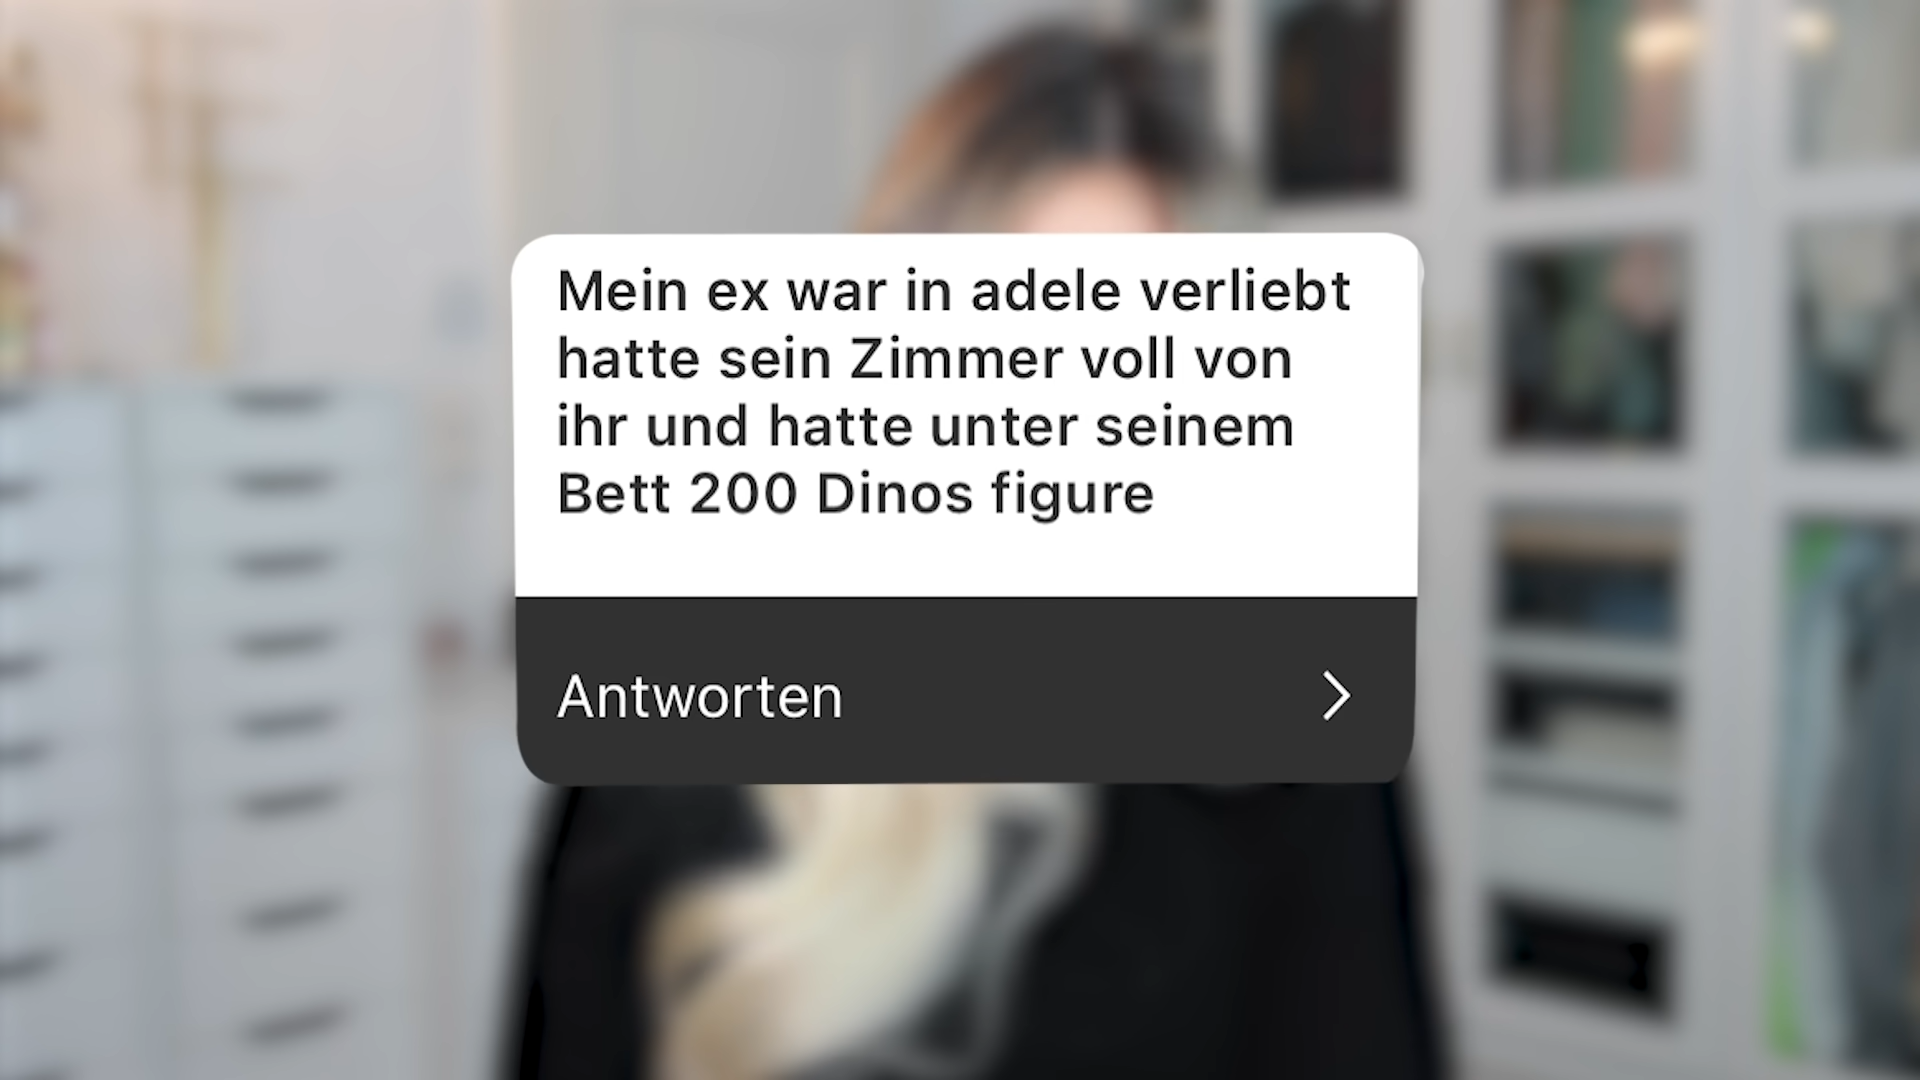 Mein ex war in adele verliebt
hatte sein Zimmer voll von
ihr und hatte unter seinem
Bett 200 Dinos figure
Antworten